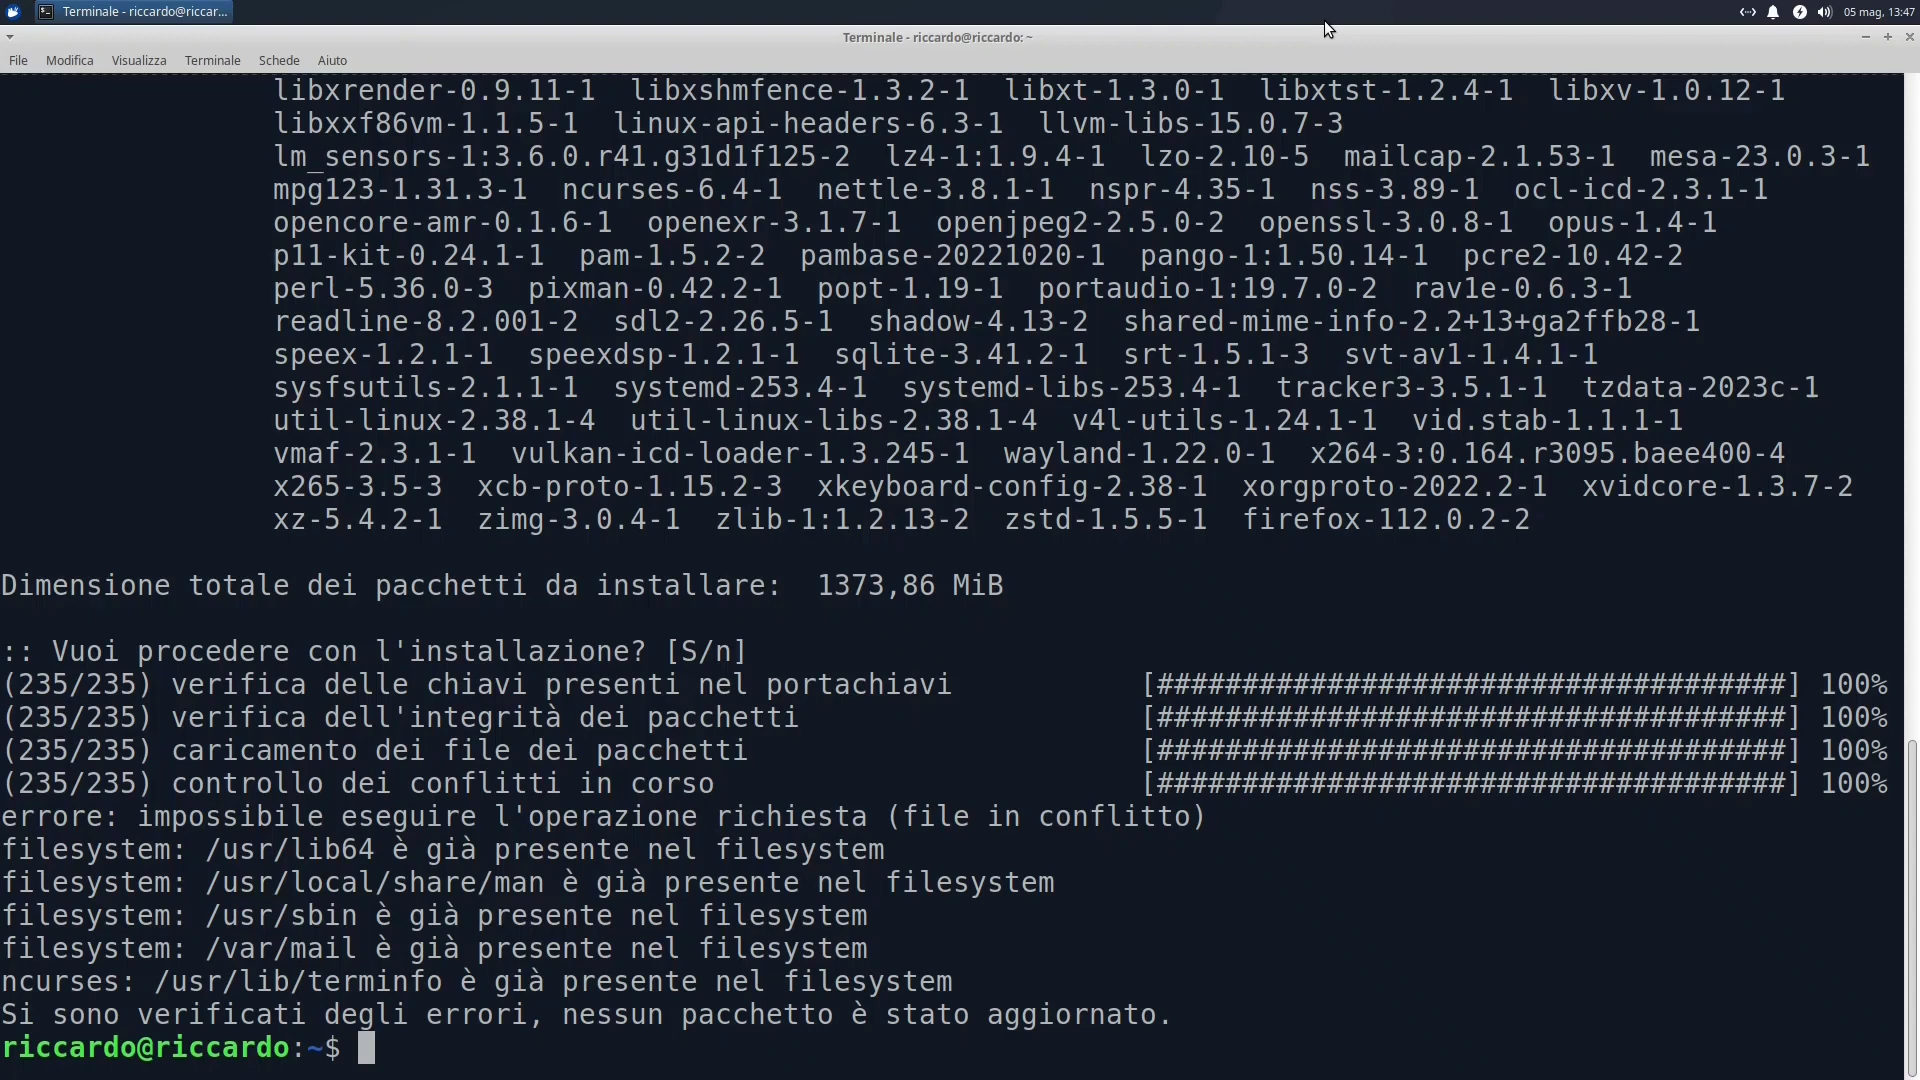 Terminale - riccardo@riccar...
05 mag, 13:47
Terminale - riccardo@riccardo: ~
File Modifica Visualizza Terminale Schede Aiuto
libxrender-0.9.11-1  libxshmfence-1.3.2-1  libxt-1.3.0-1  libxtst-1.2.4-1  libxv-1.0.12-1
libxxf86vm-1.1.5-1  linux-api-headers-6.3-1  llvm-libs-15.0.7-3
lm_sensors-1:3.6.0.r41.g31d1f125-2  lz4-1:1.9.4-1  lzo-2.10-5  mailcap-2.1.53-1  mesa-23.0.3-1
mpg123-1.31.3-1  ncurses-6.4-1  nettle-3.8.1-1  nspr-4.35-1  nss-3.89-1  ocl-icd-2.3.1-1
opencore-amr-0.1.6-1  openexr-3.1.7-1  openjpeg2-2.5.0-2  openssl-3.0.8-1  opus-1.4-1
p11-kit-0.24.1-1  pam-1.5.2-2  pambase-20221020-1  pango-1:1.50.14-1  pcre2-10.42-2
perl-5.36.0-3  pixman-0.42.2-1  popt-1.19-1  portaudio-1:19.7.0-2  rav1e-0.6.3-1
readline-8.2.001-2  sdl2-2.26.5-1  shadow-4.13-2  shared-mime-info-2.2+13+ga2ffb28-1
speex-1.2.1-1  speexdsp-1.2.1-1  sqlite-3.41.2-1  srt-1.5.1-3  svt-av1-1.4.1-1
sysfsutils-2.1.1-1  systemd-253.4-1  systemd-libs-253.4-1  tracker3-3.5.1-1  tzdata-2023c-1
util-linux-2.38.1-4  util-linux-libs-2.38.1-4  v4l-utils-1.24.1-1  vid.stab-1.1.1-1
vmaf-2.3.1-1  vulkan-icd-loader-1.3.245-1  wayland-1.22.0-1  x264-3:0.164.r3095.baee400-4
x265-3.5-3  xcb-proto-1.15.2-3  xkeyboard-config-2.38-1  xorgproto-2022.2-1  xvidcore-1.3.7-2
xz-5.4.2-1  zimg-3.0.4-1  zlib-1:1.2.13-2  zstd-1.5.5-1  firefox-112.0.2-2
Dimensione totale dei pacchetti da installare:  1373,86 MiB
:: Vuoi procedere con l'installazione? [S/n]
(235/235) verifica delle chiavi presenti nel portachiavi [#####################################] 100%
(235/235) verifica dell'integrità dei pacchetti [#####################################] 100%
(235/235) caricamento dei file dei pacchetti [#####################################] 100%
(235/235) controllo dei conflitti in corso [#####################################] 100%
errore: impossibile eseguire l'operazione richiesta (file in conflitto)
filesystem: /usr/lib64 è già presente nel filesystem
filesystem: /usr/local/share/man è già presente nel filesystem
filesystem: /usr/sbin è già presente nel filesystem
filesystem: /var/mail è già presente nel filesystem
ncurses: /usr/lib/terminfo è già presente nel filesystem
Si sono verificati degli errori, nessun pacchetto è stato aggiornato.
riccardo@riccardo:~$